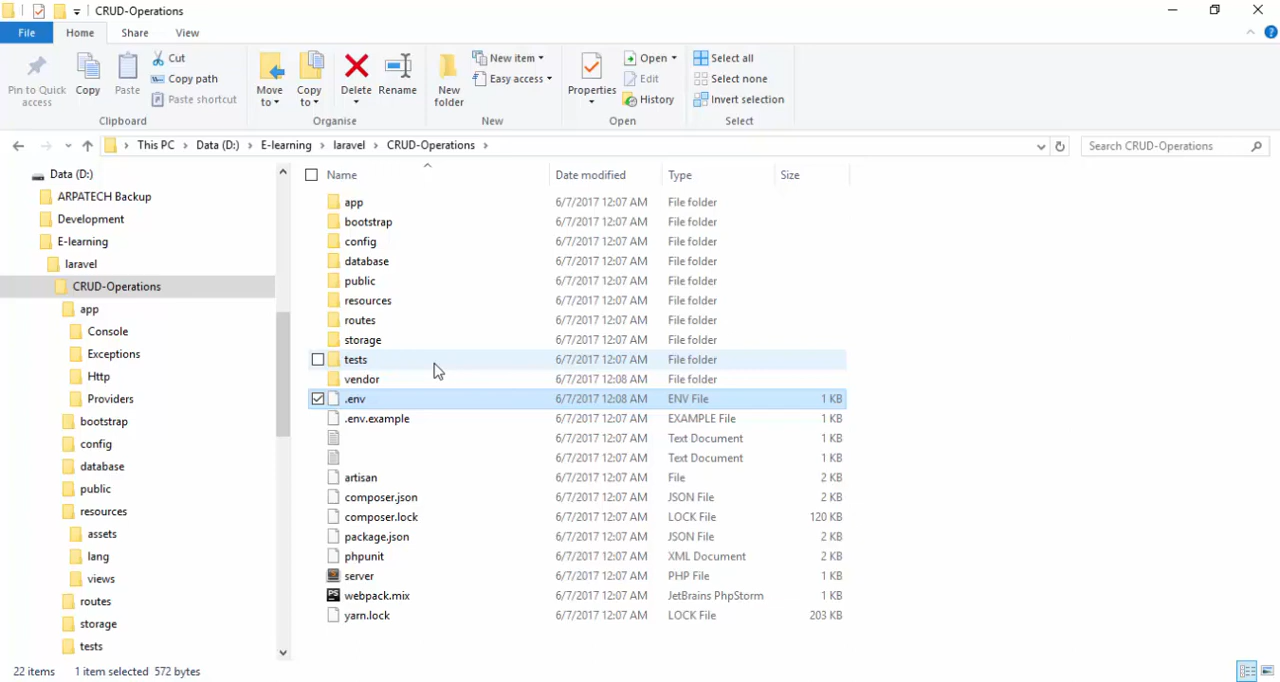 CRUD-Operations
File Home Share View
Pin to Quick access
Copy
Paste
Cut
Copy path
Paste shortcut
Clipboard
Move to
Copy to
Delete
Rename
Organise
New folder
New item
Easy access
New
Properties
Open
Edit
History
Open
Select all
Select none
Invert selection
Select
This PC Data (D:) E-learning laravel CRUD-Operations
Search CRUD-Operations
Data (D:)
ARPATECH Backup
Development
E-learning
laravel
CRUD-Operations
app
Console
Exceptions
Http
Providers
bootstrap
config
database
public
resources
assets
lang
views
routes
storage
tests
Name Date modified Type Size
app 6/7/2017 12:07 AM File folder
bootstrap 6/7/2017 12:07 AM File folder
config 6/7/2017 12:07 AM File folder
database 6/7/2017 12:07 AM File folder
public 6/7/2017 12:07 AM File folder
resources 6/7/2017 12:07 AM File folder
routes 6/7/2017 12:07 AM File folder
storage 6/7/2017 12:07 AM File folder
tests 6/7/2017 12:07 AM File folder
vendor 6/7/2017 12:08 AM File folder
.env 6/7/2017 12:08 AM ENV File 1 KB
.env.example 6/7/2017 12:07 AM EXAMPLE File 1 KB
6/7/2017 12:07 AM Text Document 1 KB
6/7/2017 12:07 AM Text Document 1 KB
artisan 6/7/2017 12:07 AM File 2 KB
composer.json 6/7/2017 12:07 AM JSON File 2 KB
composer.lock 6/7/2017 12:07 AM LOCK File 120 KB
package.json 6/7/2017 12:07 AM JSON File 2 KB
phpunit 6/7/2017 12:07 AM XML Document 2 KB
server 6/7/2017 12:07 AM PHP File 1 KB
webpack.mix 6/7/2017 12:07 AM JetBrains PhpStorm 1 KB
yarn.lock 6/7/2017 12:07 AM LOCK File 203 KB
22 items 1 item selected 572 bytes